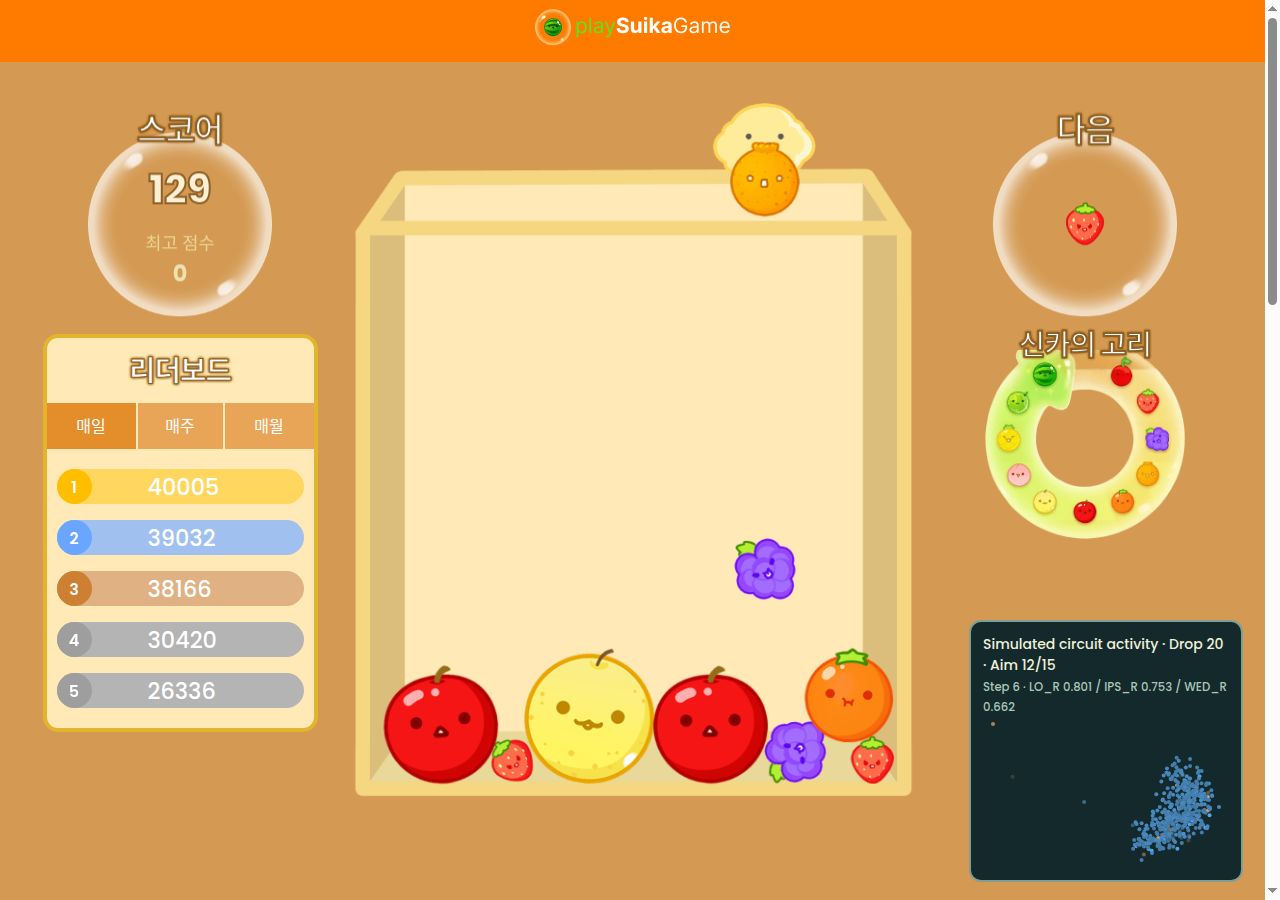 playSuikaGame
스코어
129
최고 점수
0
다음
리더보드
매일 매주 매월
1 40005
2 39032
3 38166
4 30420
5 26336
신카의 고리
Simulated circuit activity · Drop 20
· Aim 12/15
Step 6 · LO_R 0.801 / IPS_R 0.753 / WED_R
0.662